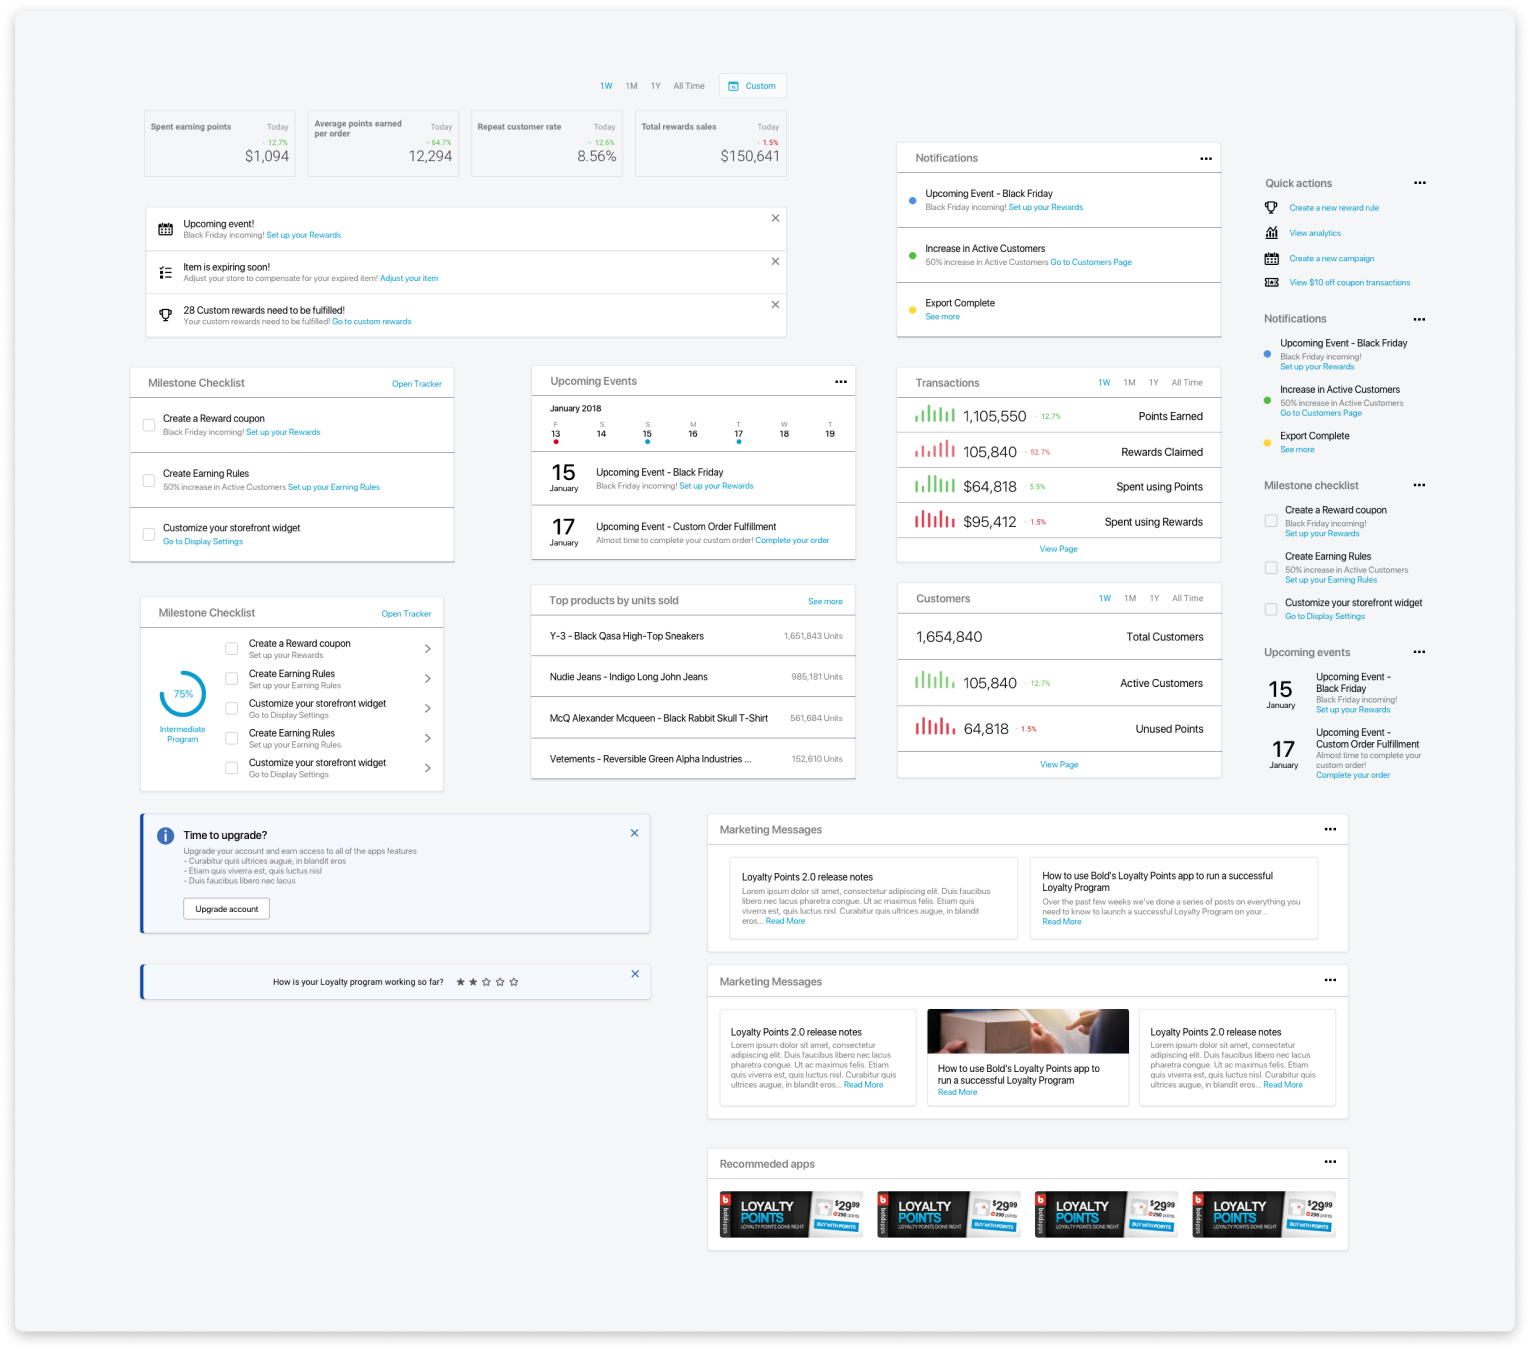 1W 1M 1Y All Time Custom
Spent earning points Today
- 12.7%
$1,094
Average points earned
per order Today
- 64.7%
12,294
Repeat customer rate Today
- 12.6%
8.56%
Total rewards sales Today
- 1.5%
$150,641
Upcoming event!
Black Friday incoming! Set up your Rewards
Item is expiring soon!
Adjust your store to compensate for your expired item! Adjust your item
28 Custom rewards need to be fulfilled!
Your custom rewards need to be fulfilled! Go to custom rewards
Notifications
Upcoming Event - Black Friday
Black Friday incoming! Set up your Rewards
Increase in Active Customers
50% increase in Active Customers Go to Customers Page
Export Complete
See more
Quick actions
Create a new reward rule
View analytics
Create a new campaign
View $10 off coupon transactions
Notifications
Upcoming Event - Black Friday
Black Friday incoming!
Set up your Rewards
Increase in Active Customers
50% increase in Active Customers
Go to Customers Page
Export Complete
See more
Milestone checklist
Create a Reward coupon
Black Friday incoming!
Set up your Rewards
Create Earning Rules
50% increase in Active Customers
Set up your Earning Rules
Customize your storefront widget
Go to Display Settings
Upcoming events
15
January
Upcoming Event -
Black Friday
Black Friday incoming!
Set up your Rewards
17
January
Upcoming Event -
Custom Order Fulfillment
Almost time to complete your
custom order!
Complete your order
Milestone Checklist Open Tracker
Create a Reward coupon
Black Friday incoming! Set up your Rewards
Create Earning Rules
50% increase in Active Customers Set up your Earning Rules
Customize your storefront widget
Go to Display Settings
Upcoming Events
January 2018
F S S M T W T
13 14 15 16 17 18 19
15
January
Upcoming Event - Black Friday
Black Friday incoming! Set up your Rewards
17
January
Upcoming Event - Custom Order Fulfillment
Almost time to complete your custom order! Complete your order
Transactions 1W 1M 1Y All Time
1,105,550 - 12.7% Points Earned
105,840 - 52.7% Rewards Claimed
$64,818 - 5.5% Spent using Points
$95,412 - 1.5% Spent using Rewards
View Page
Milestone Checklist Open Tracker
75%
Intermediate
Program
Create a Reward coupon
Set up your Rewards
Create Earning Rules
Set up your Earning Rules
Customize your storefront widget
Go to Display Settings
Create Earning Rules
Set up your Earning Rules
Customize your storefront widget
Go to Display Settings
Top products by units sold See more
Y-3 - Black Qasa High-Top Sneakers 1,651,843 Units
Nudie Jeans - Indigo Long John Jeans 985,181 Units
McQ Alexander Mcqueen - Black Rabbit Skull T-Shirt 561,684 Units
Vetements - Reversible Green Alpha Industries ... 152,610 Units
Customers 1W 1M 1Y All Time
1,654,840 Total Customers
105,840 - 12.7% Active Customers
64,818 - 1.5% Unused Points
View Page
Time to upgrade?
Upgrade your account and earn access to all of the apps features
- Curabitur quis ultrices augue, in blandit eros
- Etiam quis viverra est, quis luctus nisl
- Duis faucibus libero nec lacus
Upgrade account
How is your Loyalty program working so far?
Marketing Messages
Loyalty Points 2.0 release notes
Lorem ipsum dolor sit amet, consectetur adipiscing elit. Duis faucibus
libero nec lacus pharetra congue. Ut ac maximus felis. Etiam quis
viverra est, quis luctus nisl. Curabitur quis ultrices augue, in blandit
eros... Read More
How to use Bold's Loyalty Points app to run a successful
Loyalty Program
Over the past few weeks we've done a series of posts on everything you
need to know to launch a successful Loyalty Program on your...
Read More
Marketing Messages
Loyalty Points 2.0 release notes
Lorem ipsum dolor sit amet, consectetur
adipiscing elit. Duis faucibus libero nec lacus
pharetra congue. Ut ac maximus felis. Etiam
quis viverra est, quis luctus nisl. Curabitur quis
ultrices augue, in blandit eros... Read More
How to use Bold's Loyalty Points app to
run a successful Loyalty Program
Read More
Loyalty Points 2.0 release notes
Lorem ipsum dolor sit amet, consectetur
adipiscing elit. Duis faucibus libero nec lacus
pharetra congue. Ut ac maximus felis. Etiam
quis viverra est, quis luctus nisl. Curabitur quis
ultrices augue, in blandit eros... Read More
Recommeded apps
b boldapps LOYALTY POINTS LOYALTY POINTS DONE RIGHT $29.99 290 points BUY WITH POINTS
b boldapps LOYALTY POINTS LOYALTY POINTS DONE RIGHT $29.99 290 points BUY WITH POINTS
b boldapps LOYALTY POINTS LOYALTY POINTS DONE RIGHT $29.99 290 points BUY WITH POINTS
b boldapps LOYALTY POINTS LOYALTY POINTS DONE RIGHT $29.99 290 points BUY WITH POINTS